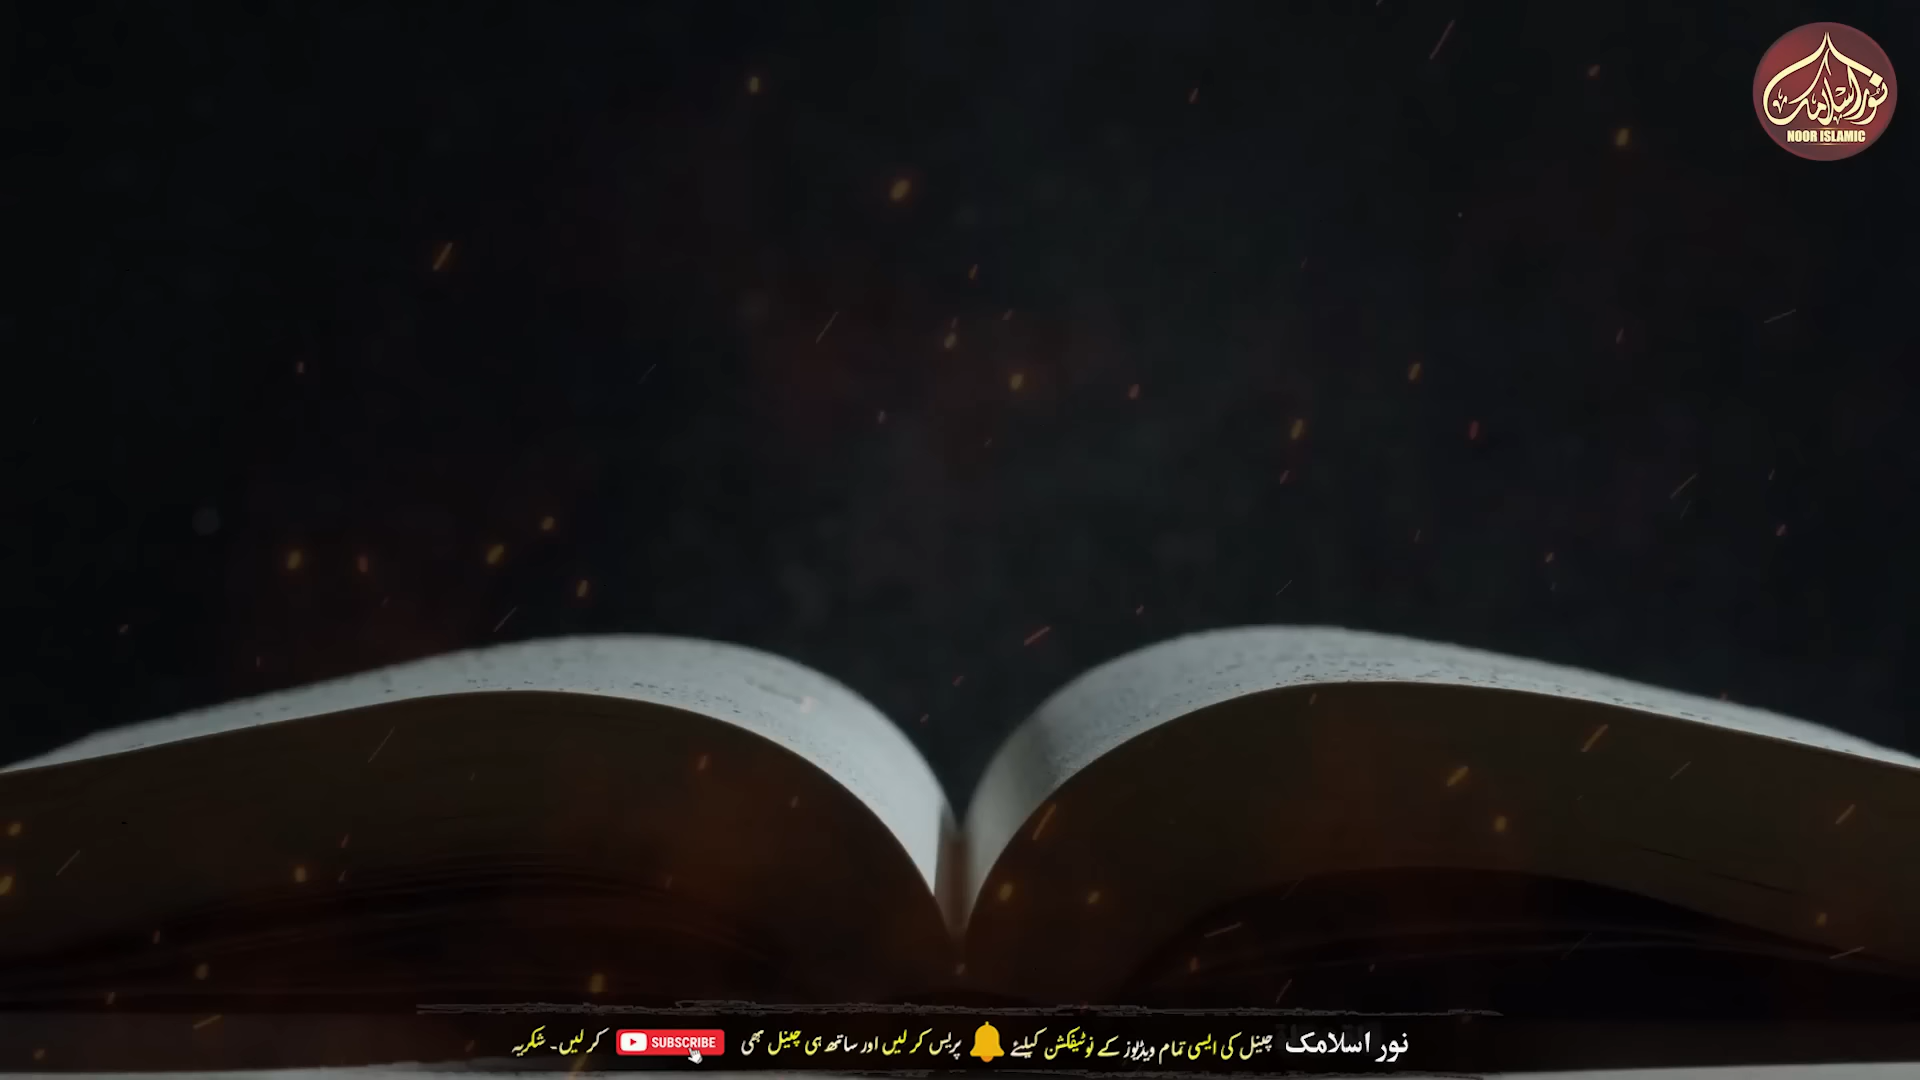 نور اسلامک
NOOR ISLAMIC
نور اسلامک چینل کی ایسی تمام ویڈیوز کے نوٹیفکشن کیلئے پریس کر لیں اور ساتھ ہی چینل بھی SUBSCRIBE کر لیں۔ شکریہ